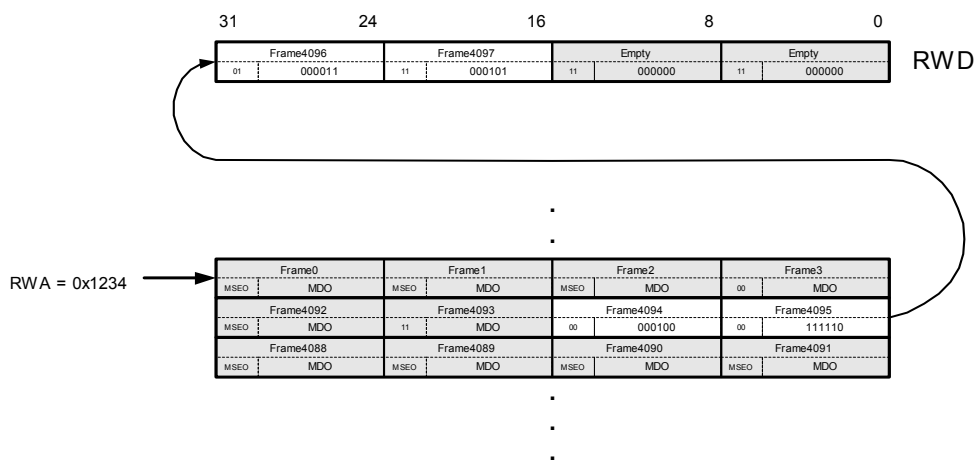 31 24 16 8 0
Frame4096 Frame4097 Empty Empty
01 000011 11 000101 11 000000 11 000000
RWD
.
.
RWA = 0x1234
Frame0 Frame1 Frame2 Frame3
MSEO MDO MSEO MDO MSEO MDO 00 MDO
Frame4092 Frame4093 Frame4094 Frame4095
MSEO MDO 11 MDO 00 000100 00 111110
Frame4088 Frame4089 Frame4090 Frame4091
MSEO MDO MSEO MDO MSEO MDO MSEO MDO
.
.
.